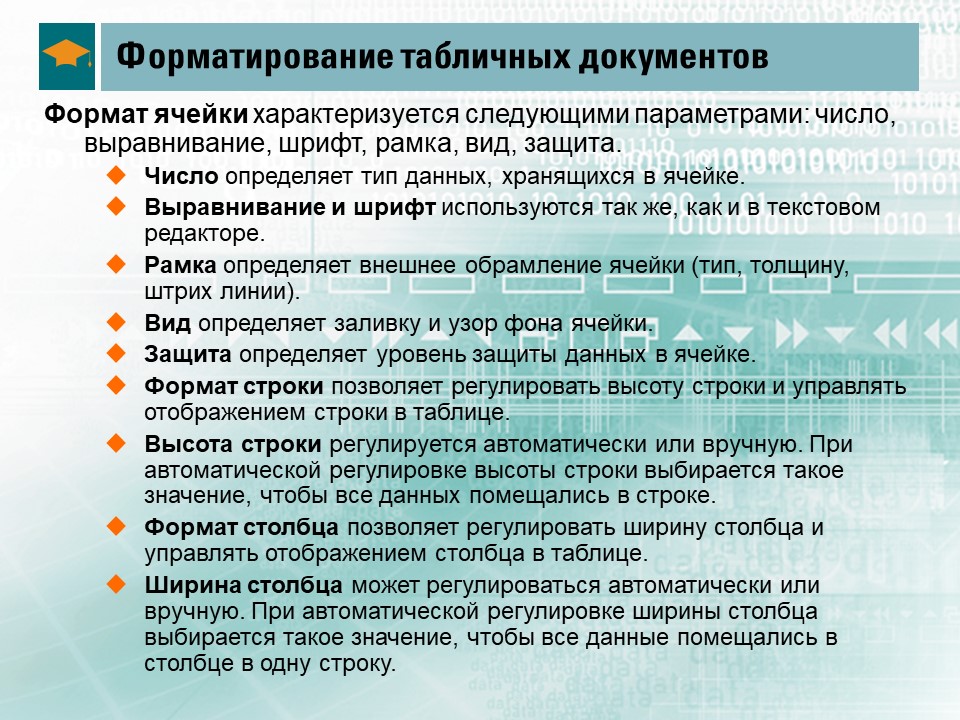 Форматирование табличных документов
Формат ячейки характеризуется следующими параметрами: число,
выравнивание, шрифт, рамка, вид, защита.
Число определяет тип данных, хранящихся в ячейке.
Выравнивание и шрифт используются так же, как и в текстовом
редакторе.
Рамка определяет внешнее обрамление ячейки (тип, толщину,
штрих линии).
Вид определяет заливку и узор фона ячейки.
Защита определяет уровень защиты данных в ячейке.
Формат строки позволяет регулировать высоту строки и управлять
отображением строки в таблице.
Высота строки регулируется автоматически или вручную. При
автоматической регулировке высоты строки выбирается такое
значение, чтобы все данных помещались в строке.
Формат столбца позволяет регулировать ширину столбца и
управлять отображением столбца в таблице.
Ширина столбца может регулироваться автоматически или
вручную. При автоматической регулировке ширины столбца
выбирается такое значение, чтобы все данные помещались в
столбце в одну строку.